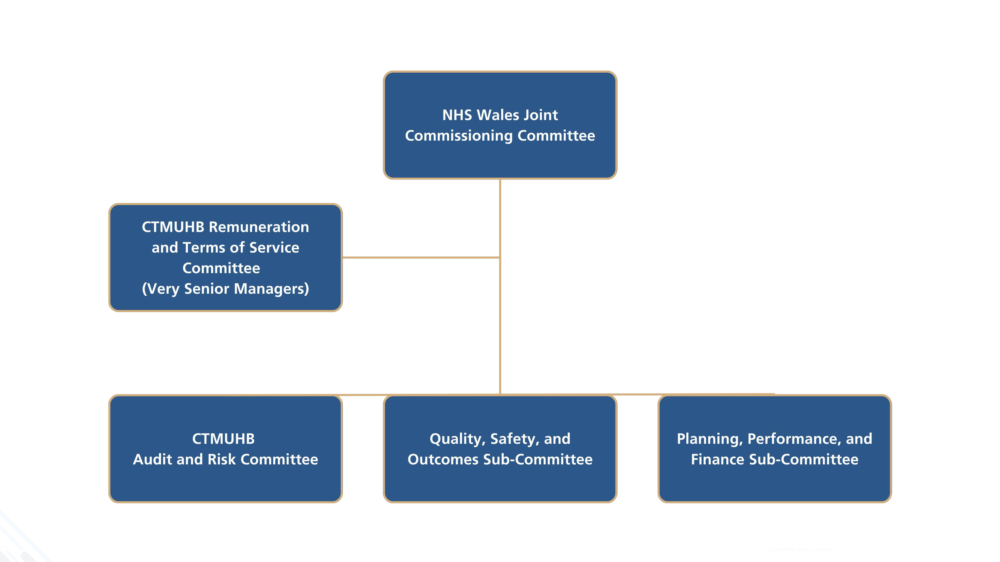 NHS Wales Joint
Commissioning Committee
CTMUHB Remuneration
and Terms of Service
Committee
(Very Senior Managers)
CTMUHB
Audit and Risk Committee
Quality, Safety, and
Outcomes Sub-Committee
Planning, Performance, and
Finance Sub-Committee